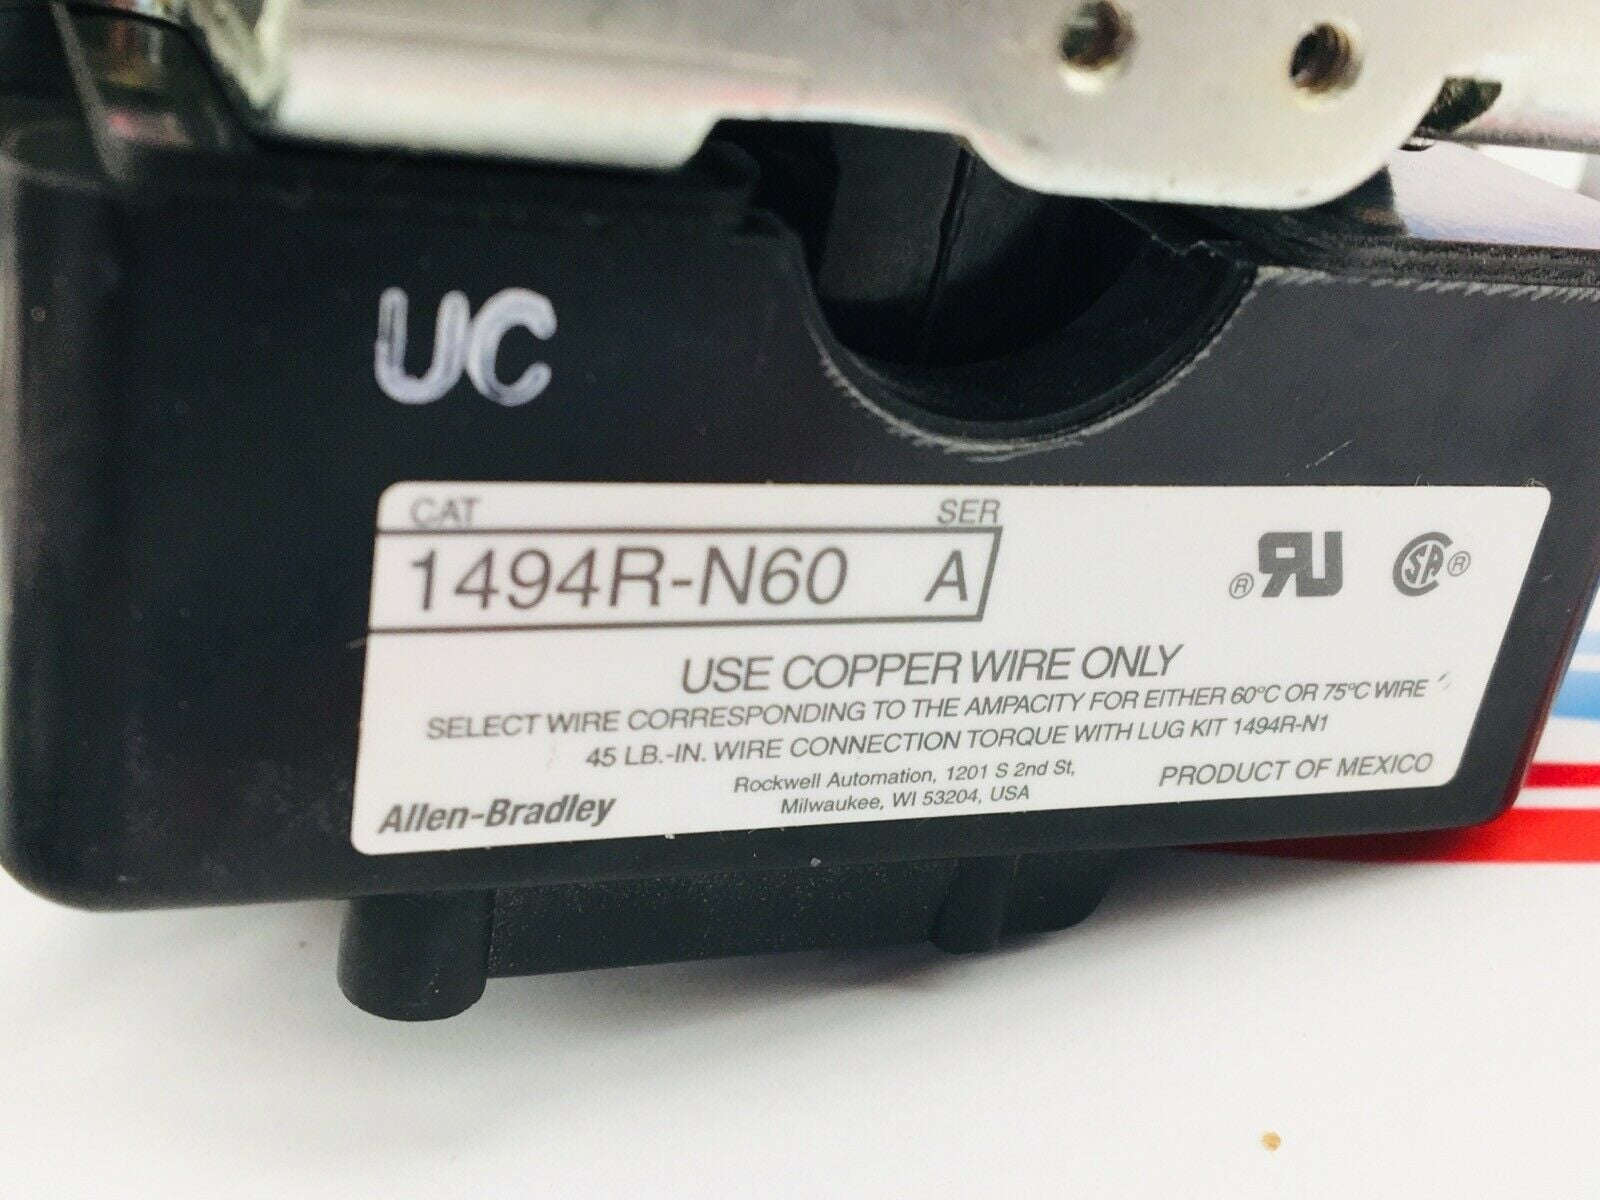 UC
CAT SER
1494R-N60 A
® RU SA ®
USE COPPER WIRE ONLY
SELECT WIRE CORRESPONDING TO THE AMPACITY FOR EITHER 60°C OR 75°C WIRE
45 LB.-IN. WIRE CONNECTION TORQUE WITH LUG KIT 1494R-N1
Rockwell Automation, 1201 S 2nd St,
Milwaukee, WI 53204, USA
PRODUCT OF MEXICO
Allen-Bradley